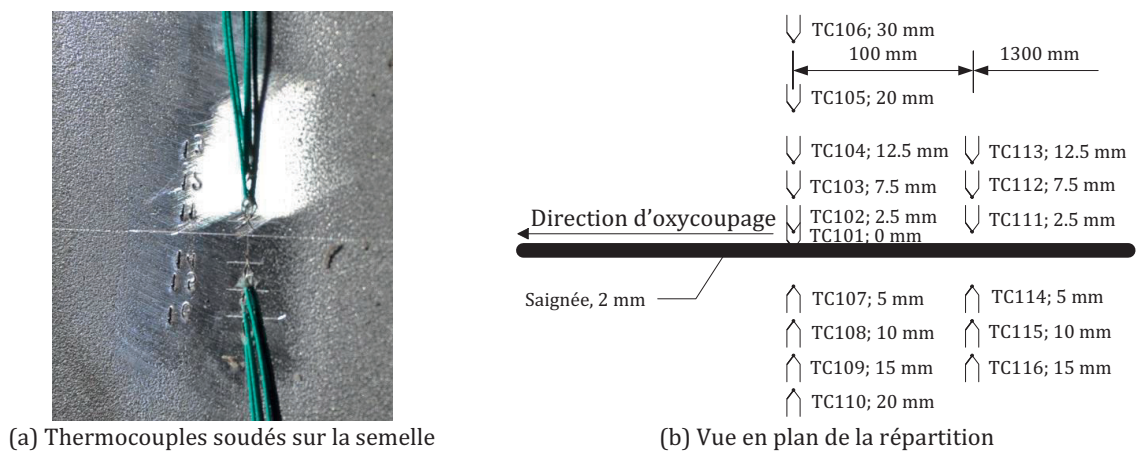 TC106; 30 mm
100 mm
1300 mm
TC105; 20 mm
TC104; 12.5 mm
TC113; 12.5 mm
TC103; 7.5 mm
TC112; 7.5 mm
Direction d'oxycoupage
TC102; 2.5 mm
TC111; 2.5 mm
TC101; 0 mm
Saignée, 2 mm
TC107; 5 mm
TC114; 5 mm
TC108; 10 mm
TC115; 10 mm
TC109; 15 mm
TC116; 15 mm
TC110; 20 mm
(a) Thermocouples soudés sur la semelle
(b) Vue en plan de la répartition